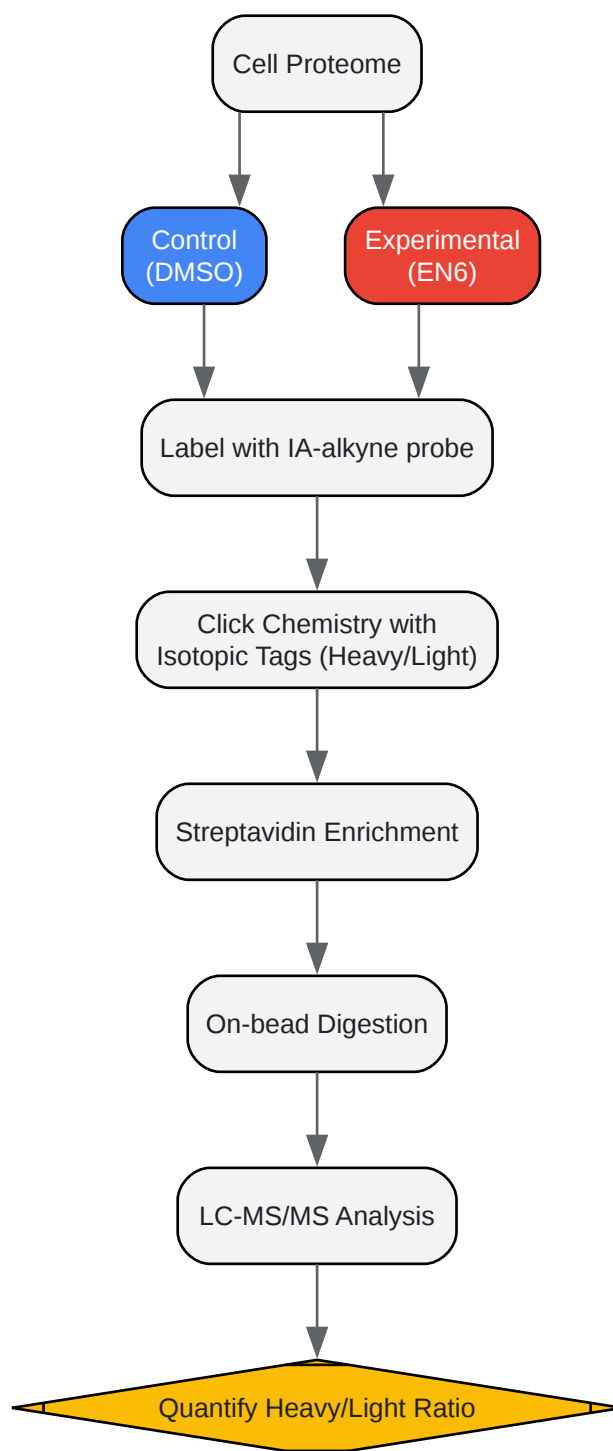 Cell Proteome
Control
(DMSO)
Experimental
(EN6)
Label with IA-alkyne probe
Click Chemistry with
Isotopic Tags (Heavy/Light)
Streptavidin Enrichment
On-bead Digestion
LC-MS/MS Analysis
Quantify Heavy/Light Ratio